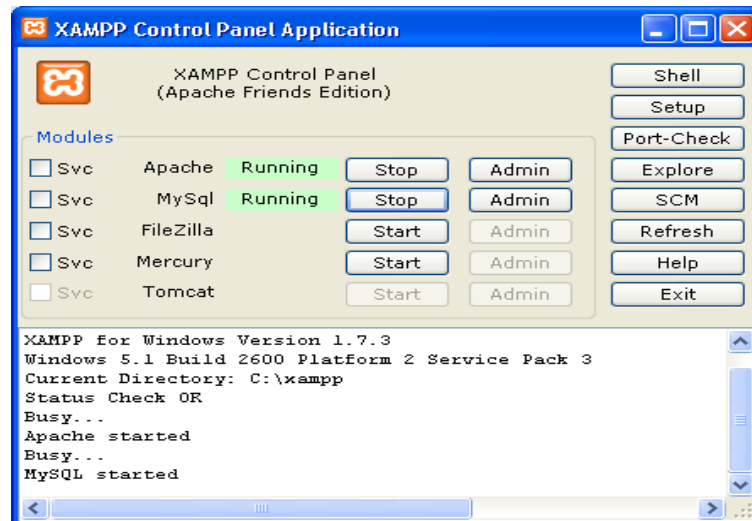 XAMPP Control Panel Application
XAMPP Control Panel
(Apache Friends Edition)
Shell
Setup
Port-Check
Explore
SCM
Refresh
Help
Exit
Modules
Svc Apache Running Stop Admin
Svc MySql Running Stop Admin
Svc FileZilla Start Admin
Svc Mercury Start Admin
Svc Tomcat Start Admin
XAMPP for Windows Version 1.7.3
Windows 5.1 Build 2600 Platform 2 Service Pack 3
Current Directory: C:\xampp
Status Check OK
Busy...
Apache started
Busy...
MySQL started